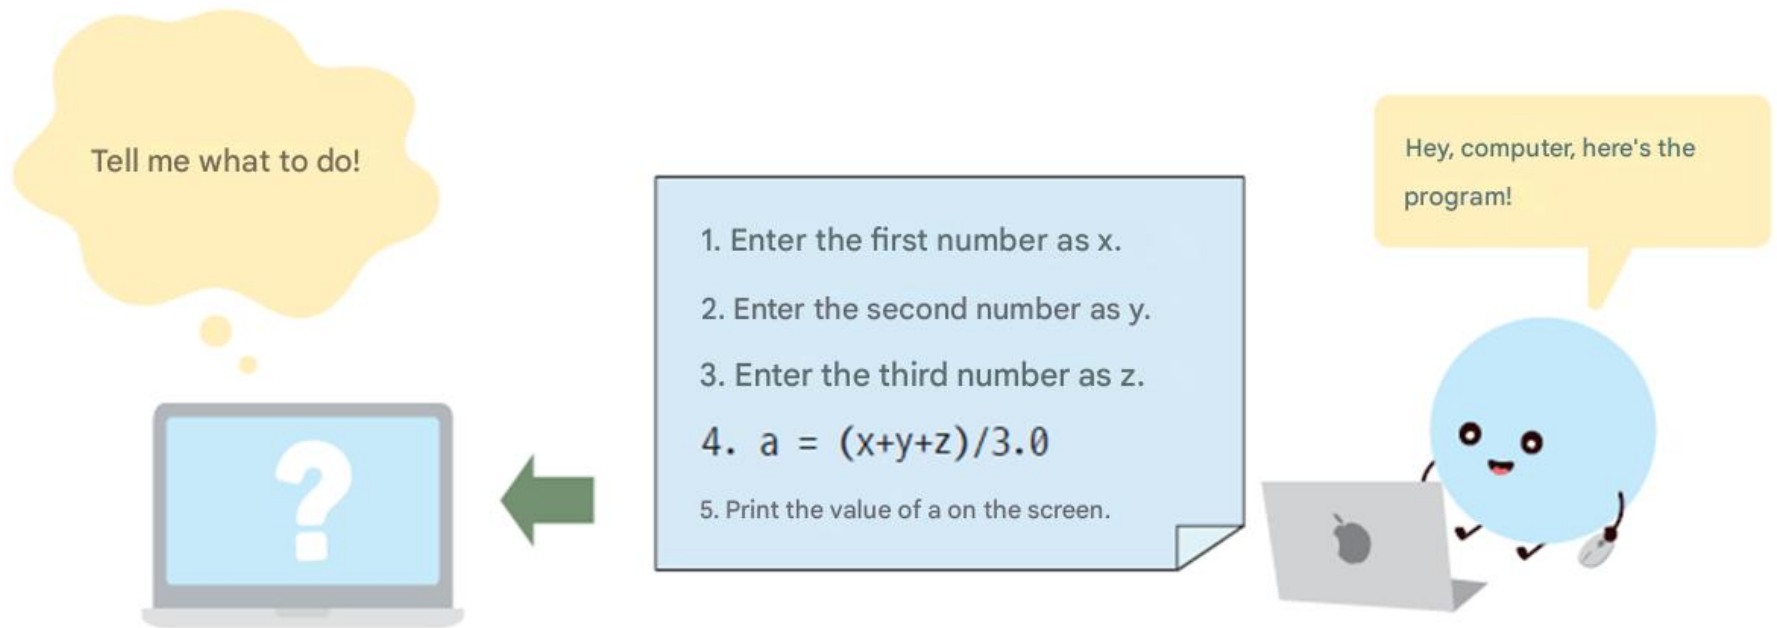 Tell me what to do!
Hey, computer, here's the
program!
1. Enter the first number as x.
2. Enter the second number as y.
3. Enter the third number as z.
4. a = (x+y+z)/3.0
5. Print the value of a on the screen.
?